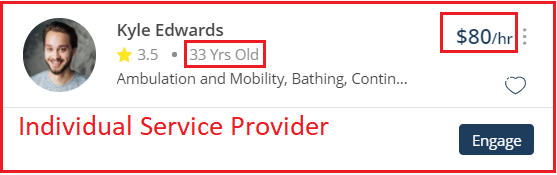 Kyle Edwards
$80/hr
3.5 • 33 Yrs Old
Ambulation and Mobility, Bathing, Contin...
Individual Service Provider
Engage